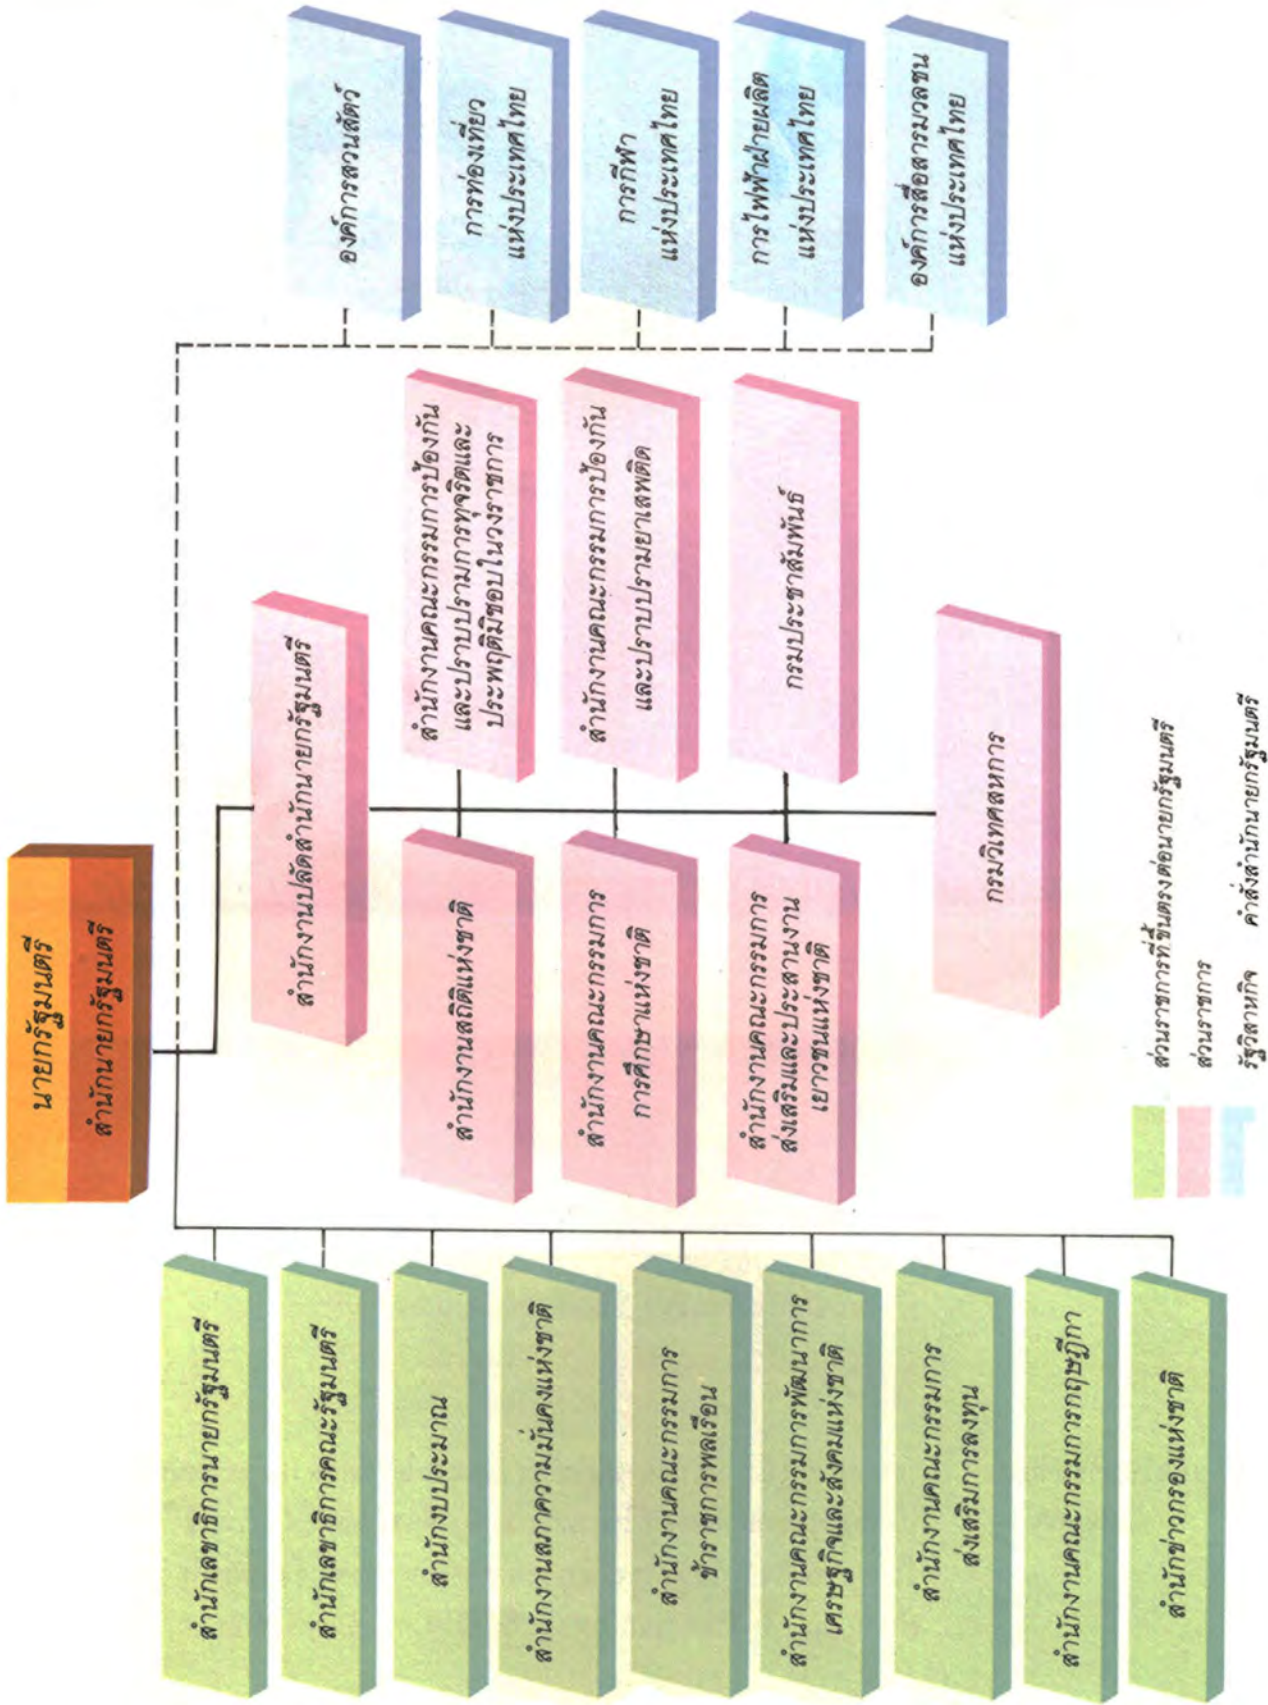 นายกรัฐมนตรี
สำนักนายกรัฐมนตรี
สำนักเลขาธิการนายกรัฐมนตรี
สำนักเลขาธิการคณะรัฐมนตรี
สำนักงบประมาณ
สำนักงานสภาความมั่นคงแห่งชาติ
สำนักงานคณะกรรมการ
ข้าราชการพลเรือน
สำนักงานคณะกรรมการพัฒนาการ
เศรษฐกิจและสังคมแห่งชาติ
สำนักงานคณะกรรมการ
ส่งเสริมการลงทุน
สำนักงานคณะกรรมการกฤษฎีกา
สำนักข่าวกรองแห่งชาติ
สำนักงานปลัดสำนักนายกรัฐมนตรี
สำนักงานสถิติแห่งชาติ
สำนักงานคณะกรรมการ
การศึกษาแห่งชาติ
สำนักงานคณะกรรมการ
ส่งเสริมและประสานงาน
เยาวชนแห่งชาติ
สำนักงานคณะกรรมการป้องกัน
และปราบปรามการทุจริตและ
ประพฤติมิชอบในวงราชการ
สำนักงานคณะกรรมการป้องกัน
และปราบปรามยาเสพติด
กรมประชาสัมพันธ์
กรมวิเทศสหการ
องค์การสวนสัตว์
การท่องเที่ยว
แห่งประเทศไทย
การกีฬา
แห่งประเทศไทย
การไฟฟ้าฝ่ายผลิต
แห่งประเทศไทย
องค์การสื่อสารมวลชน
แห่งประเทศไทย
ส่วนราชการที่ขึ้นตรงต่อนายกรัฐมนตรี
ส่วนราชการ
รัฐวิสาหกิจ คำสั่งสำนักนายกรัฐมนตรี